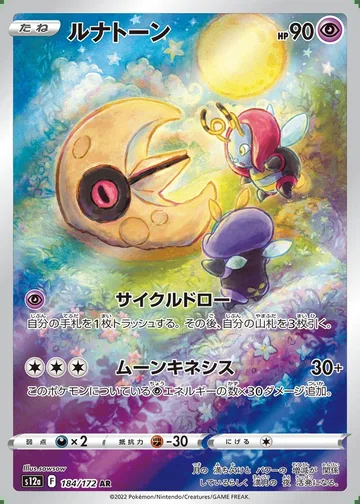 たね
ルナトーン
HP90
サイクルドロー
自分の手札を1枚トラッシュする。その後、自分の山札を3枚引く。
ムーンキネシス 30+
このポケモンについているエネルギーの数×30ダメージ追加。
弱点 ×2 抵抗力 -30 にげる
illus. sowsow
s12a F 184/172 AR
©2022 Pokémon/Nintendo/Creatures/GAME FREAK.